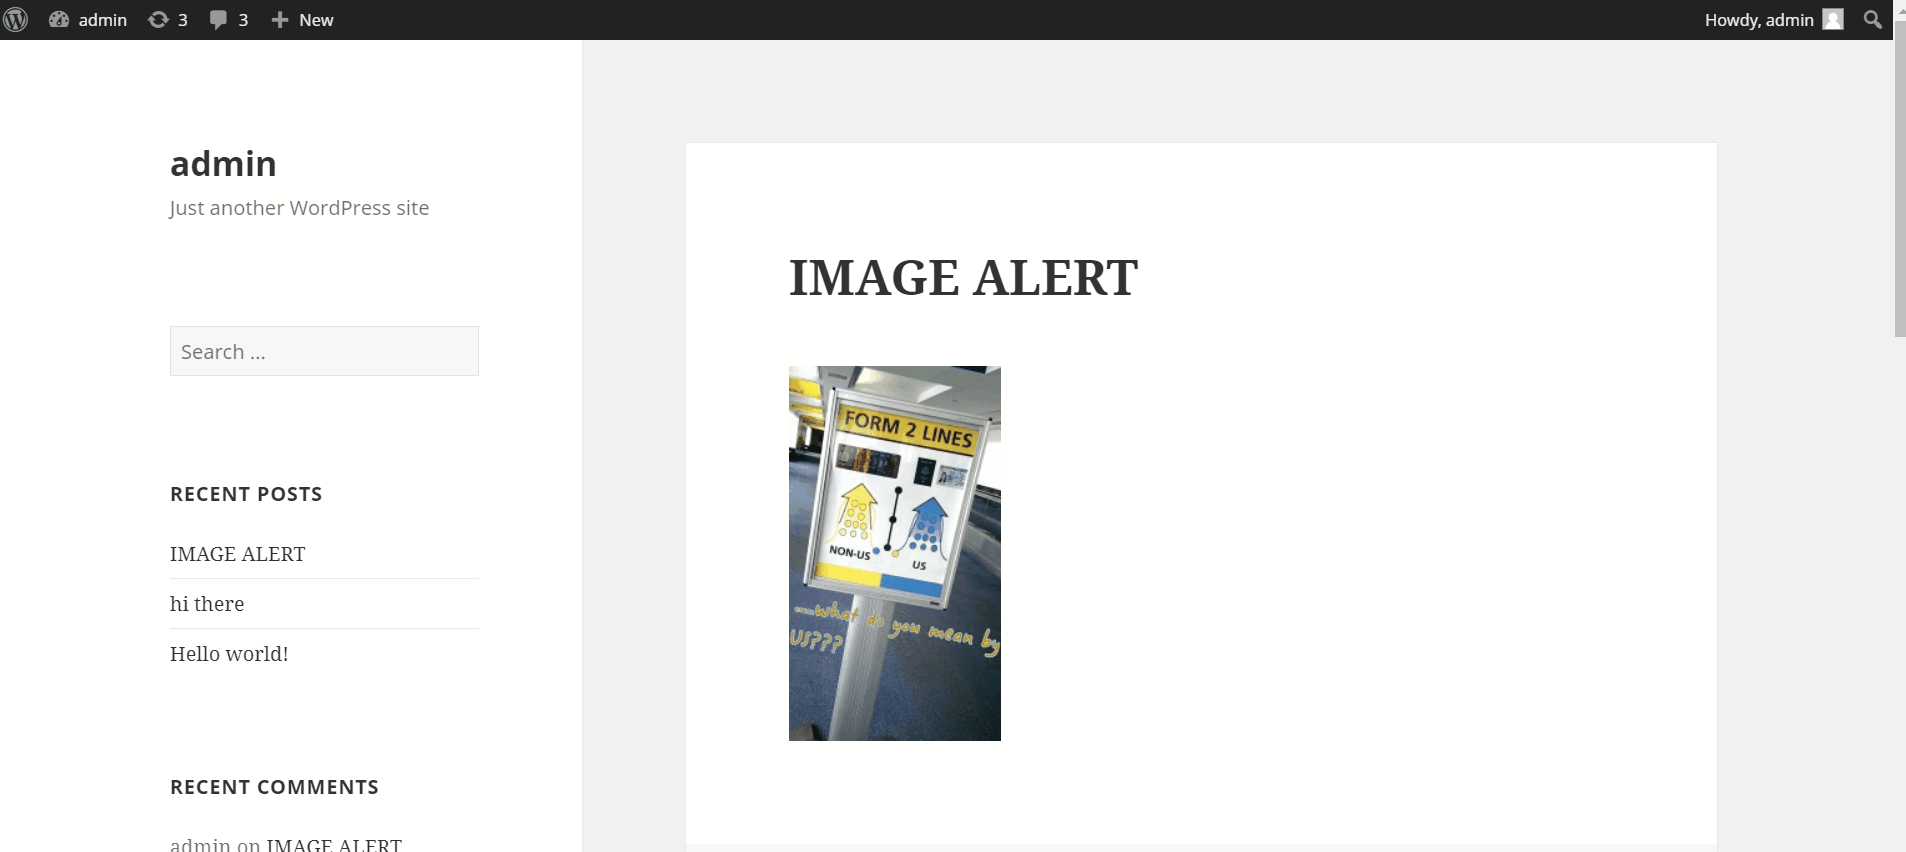 admin
3
3
New
Howdy, admin
admin
Just another WordPress site
Search ...
RECENT POSTS
IMAGE ALERT
hi there
Hello world!
RECENT COMMENTS
admin on IMAGE ALERT
IMAGE ALERT
FORM 2 LINES
NON-US
US
....what do you mean by
US???